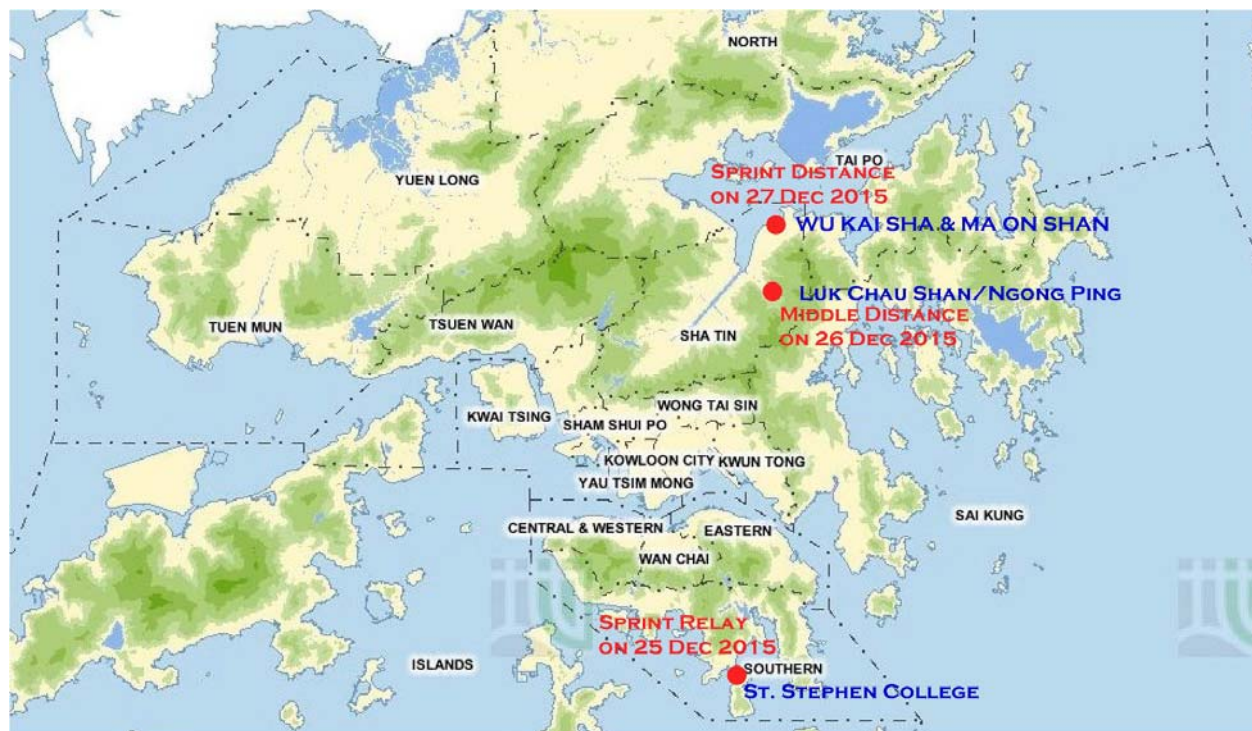 NORTH
TAI PO
YUEN LONG
Sprint Distance
on 27 Dec 2015
WU KAI SHA & MA ON SHAN
Luk Chau Shan/Ngong Ping
Middle Distance
on 26 Dec 2015
TUEN MUN
TSUEN WAN
SHA TIN
KWAI TSING
WONG TAI SIN
SHAM SHUI PO
KOWLOON CITY
KWUN TONG
YAU TSIM MONG
SAI KUNG
CENTRAL & WESTERN
EASTERN
WAN CHAI
Sprint Relay
on 25 Dec 2015
ISLANDS
SOUTHERN
St. Stephen College